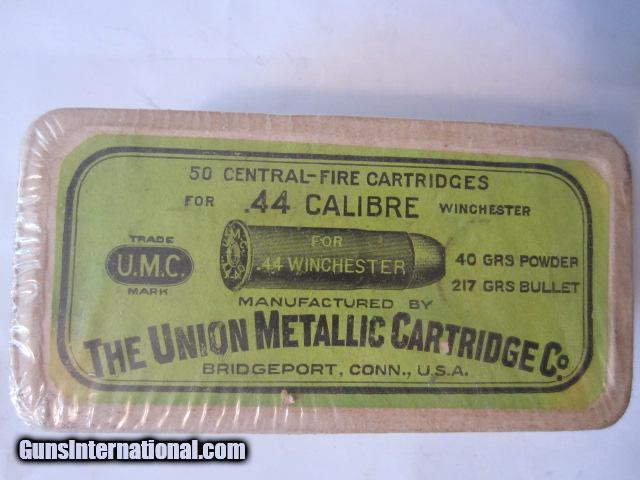 50 CENTRAL-FIRE CARTRIDGES
FOR .44 CALIBRE WINCHESTER
TRADE
U.M.C.
MARK
FOR
.44 WINCHESTER
40 GRS POWDER
217 GRS BULLET
MANUFACTURED BY
THE UNION METALLIC CARTRIDGE Co.
BRIDGEPORT, CONN., U.S.A.
GunsInternational.com